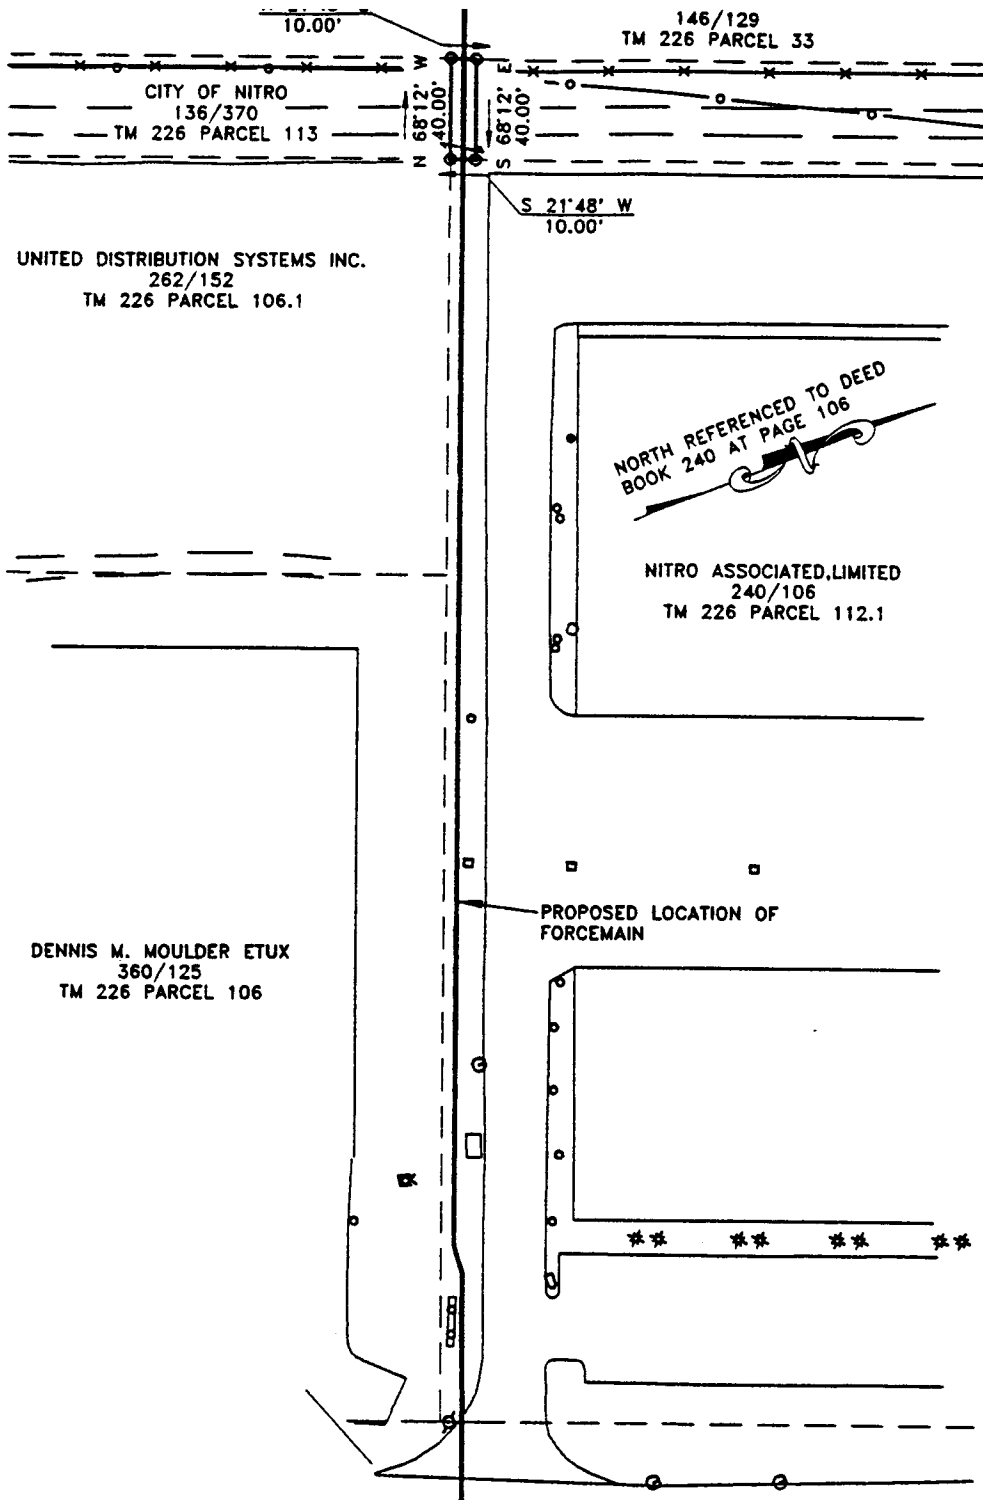 10.00'
146/129
TM 226 PARCEL 33
CITY OF NITRO
136/370
TM 226 PARCEL 113
N 68°12' W
40.00'
S 68°12' E
40.00'
S 21°48' W
10.00'
UNITED DISTRIBUTION SYSTEMS INC.
262/152
TM 226 PARCEL 106.1
NORTH REFERENCED TO DEED
BOOK 240 AT PAGE 106
NITRO ASSOCIATED,LIMITED
240/106
TM 226 PARCEL 112.1
PROPOSED LOCATION OF
FORCEMAIN
DENNIS M. MOULDER ETUX
360/125
TM 226 PARCEL 106